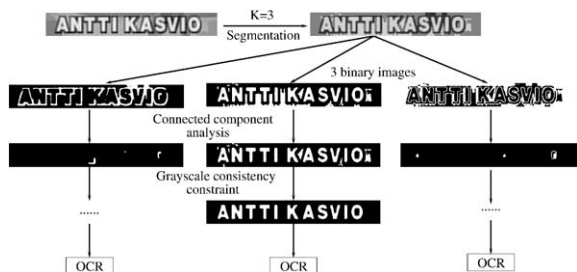 ANTTI KASVIO
K=3
Segmentation
ANTTI KASVIO
3 binary images
ANTTI KASVIO
ANTTI KASVIO
ANTTI KASVIO
Connected component
analysis
ANTTI KASVIO
Grayscale consistency
constraint
......
ANTTI KASVIO
......
OCR
OCR
OCR